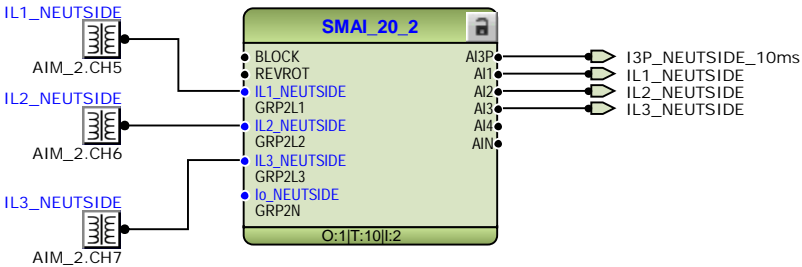 IL1_NEUTSIDE
AIM_2.CH5
IL2_NEUTSIDE
AIM_2.CH6
IL3_NEUTSIDE
AIM_2.CH7
SMAI_20_2
BLOCK
REVROT
IL1_NEUTSIDE
GRP2L1
IL2_NEUTSIDE
GRP2L2
IL3_NEUTSIDE
GRP2L3
Io_NEUTSIDE
GRP2N
AI3P
AI1
AI2
AI3
AI4
AIN
O:1|T:10|I:2
I3P_NEUTSIDE_10ms
IL1_NEUTSIDE
IL2_NEUTSIDE
IL3_NEUTSIDE